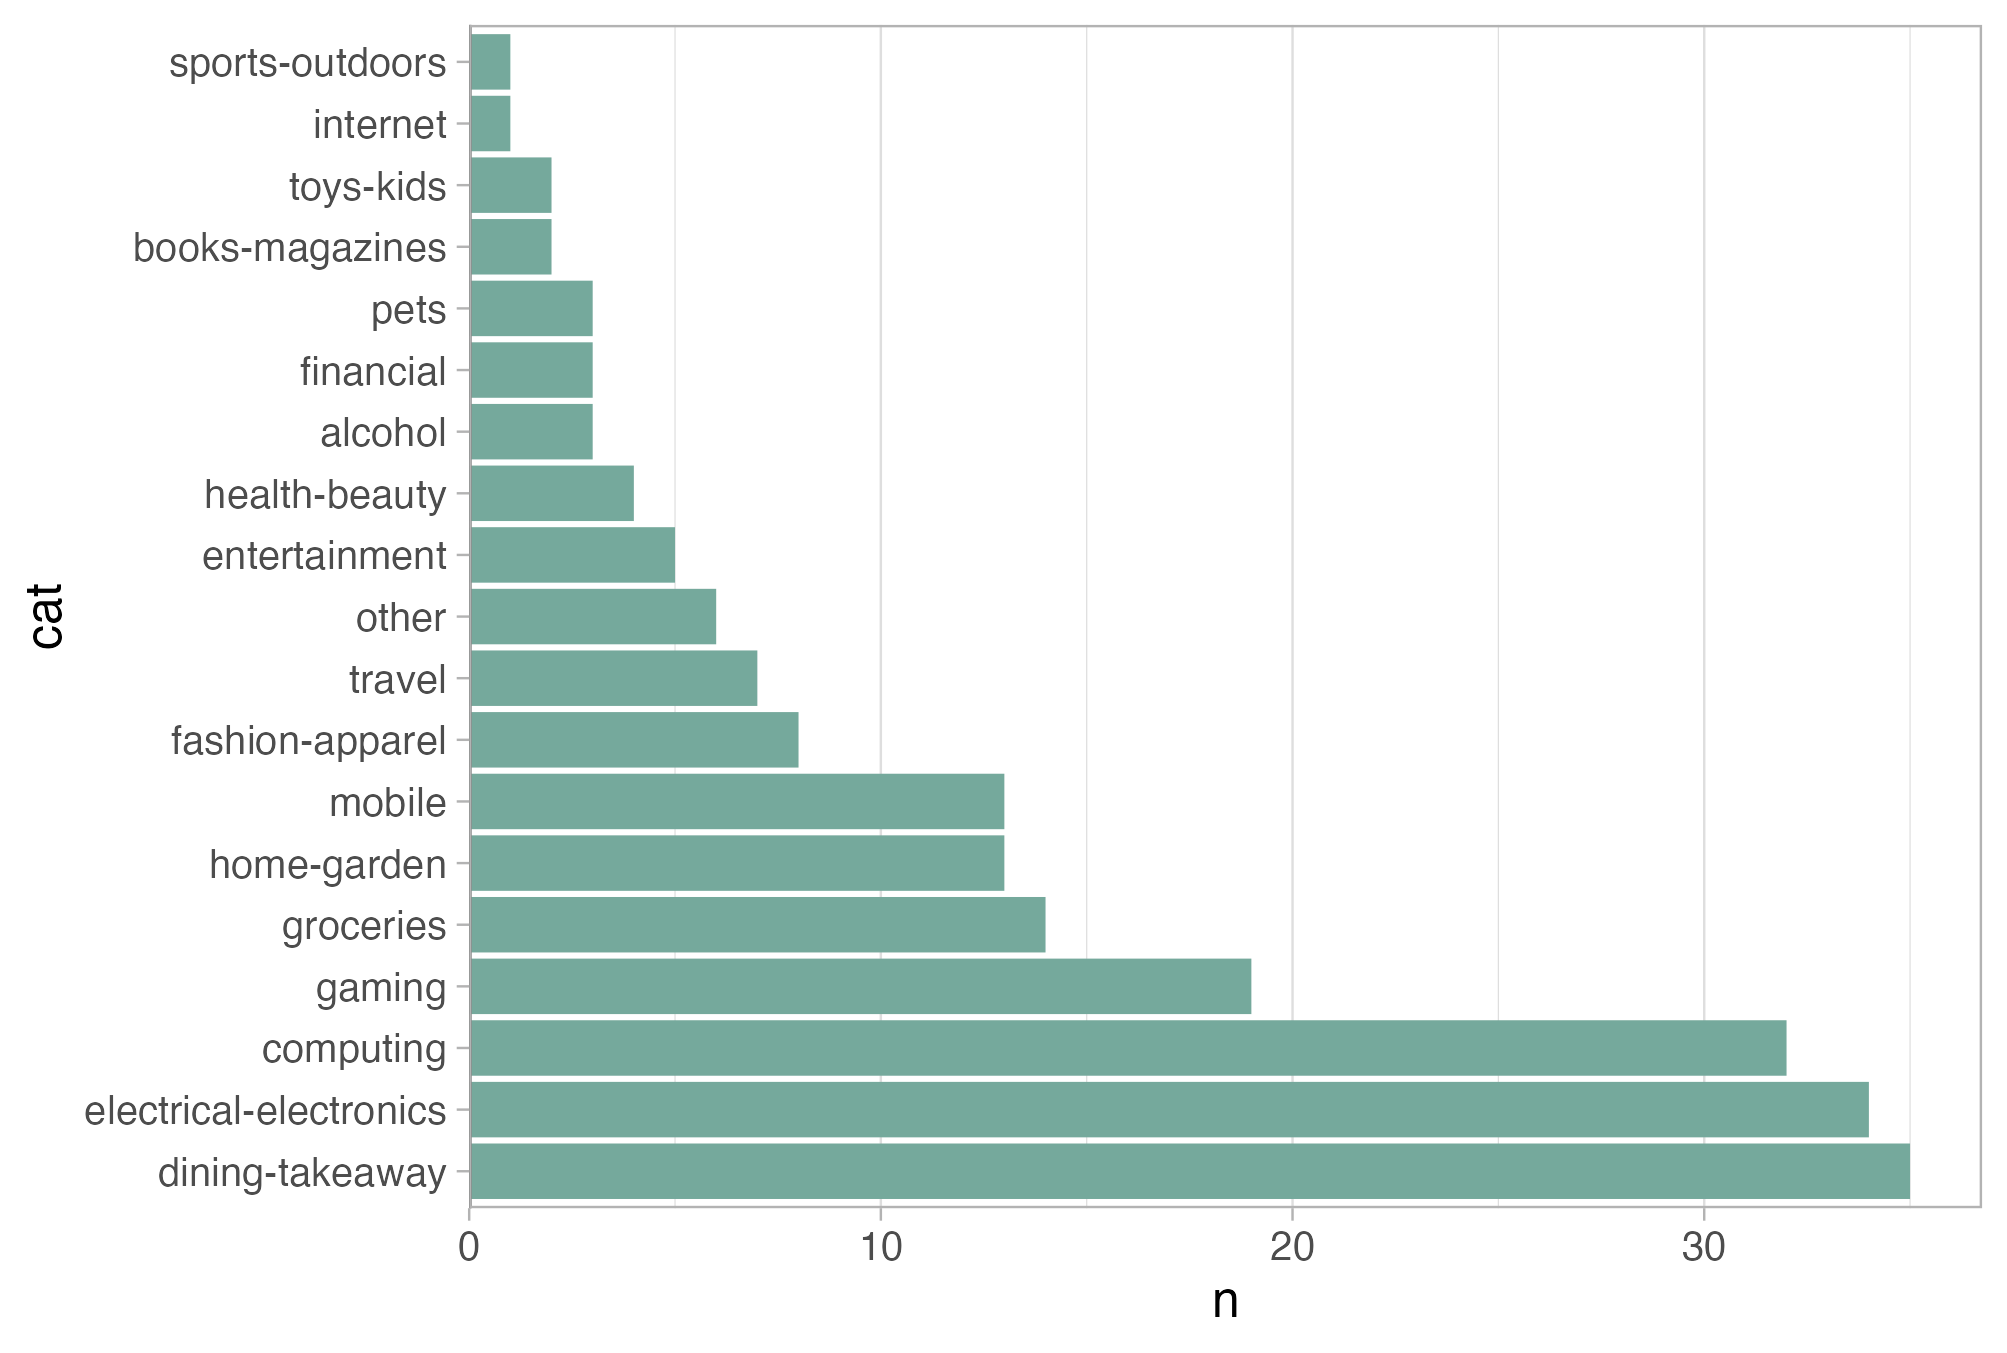 sports-outdoors
internet
toys-kids
books-magazines
pets
financial
alcohol
health-beauty
entertainment
other
travel
fashion-apparel
mobile
home-garden
groceries
gaming
computing
electrical-electronics
dining-takeaway
cat
0 10 20 30
n